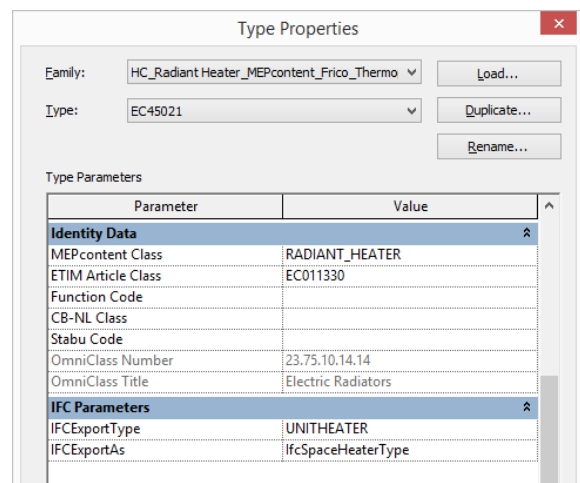 Type Properties
Family: HC_Radiant Heater_MEPcontent_Frico_Thermo Load...
Type: EC45021 Duplicate...
Rename...
Type Parameters
Parameter Value
Identity Data
MEPcontent Class RADIANT_HEATER
ETIM Article Class EC011330
Function Code
CB-NL Class
Stabu Code
OmniClass Number 23.75.10.14.14
OmniClass Title Electric Radiators
IFC Parameters
IFCExportType UNITHEATER
IFCExportAs IfcSpaceHeaterType